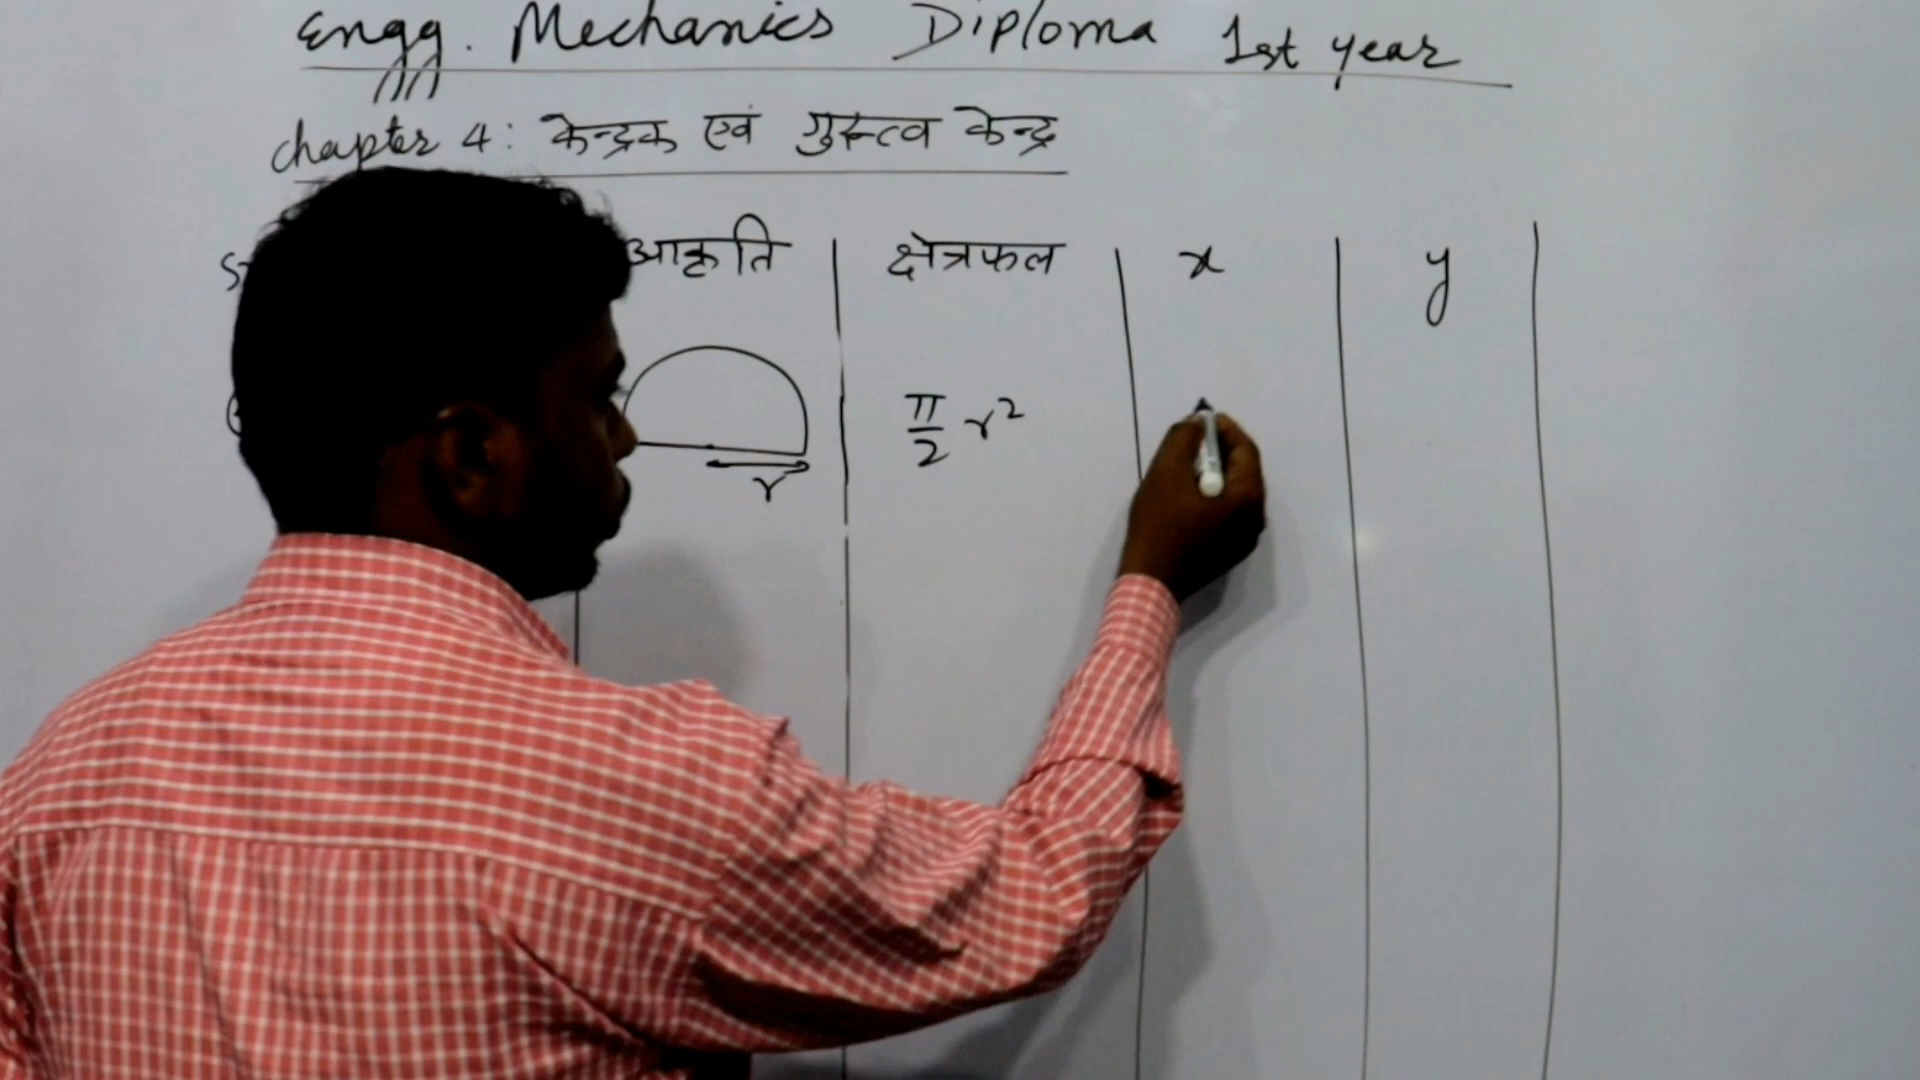 Engg. Mechanics Diploma 1st year
chapter 4: केन्द्रक एवं गुरूत्व केन्द्र
आकृति क्षेत्रफल x y
π/2 r²
r